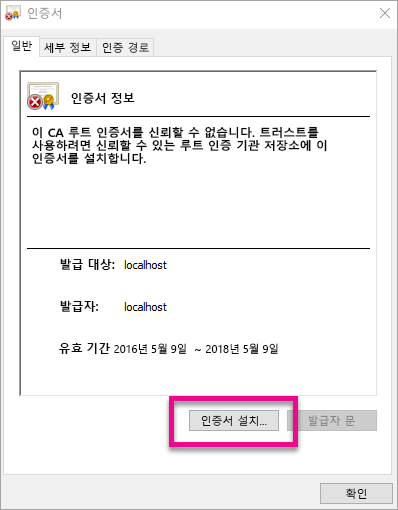 인증서
일반 세부 정보 인증 경로
인증서 정보
이 CA 루트 인증서를 신뢰할 수 없습니다. 트러스트를
사용하려면 신뢰할 수 있는 루트 인증 기관 저장소에 이
인증서를 설치합니다.
발급 대상: localhost
발급자: localhost
유효 기간 2016년 5월 9일 ~ 2018년 5월 9일
인증서 설치... 발급자 문
확인